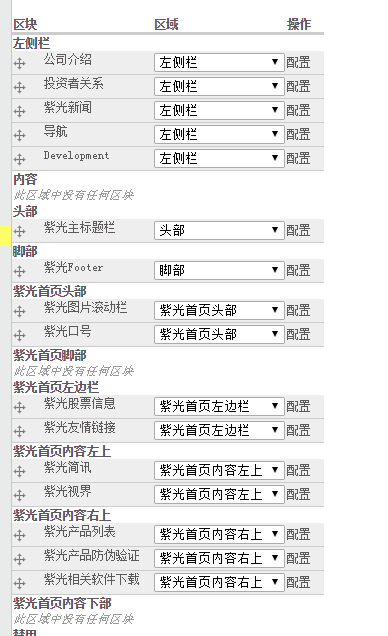 区块 区域 操作
左侧栏
公司介绍 左侧栏 配置
投资者关系 左侧栏 配置
紫光新闻 左侧栏 配置
导航 左侧栏 配置
Development 左侧栏 配置
内容
此区域中没有任何区块
头部
紫光主标题栏 头部 配置
脚部
紫光Footer 脚部 配置
紫光首页头部
紫光图片滚动栏 紫光首页头部 配置
紫光口号 紫光首页头部 配置
紫光首页脚部
此区域中没有任何区块
紫光首页左边栏
紫光股票信息 紫光首页左边栏 配置
紫光友情链接 紫光首页左边栏 配置
紫光首页内容左上
紫光简讯 紫光首页内容左上 配置
紫光视界 紫光首页内容左上 配置
紫光首页内容右上
紫光产品列表 紫光首页内容右上 配置
紫光产品防伪验证 紫光首页内容右上 配置
紫光相关软件下载 紫光首页内容右上 配置
紫光首页内容下部
此区域中没有任何区块
禁用